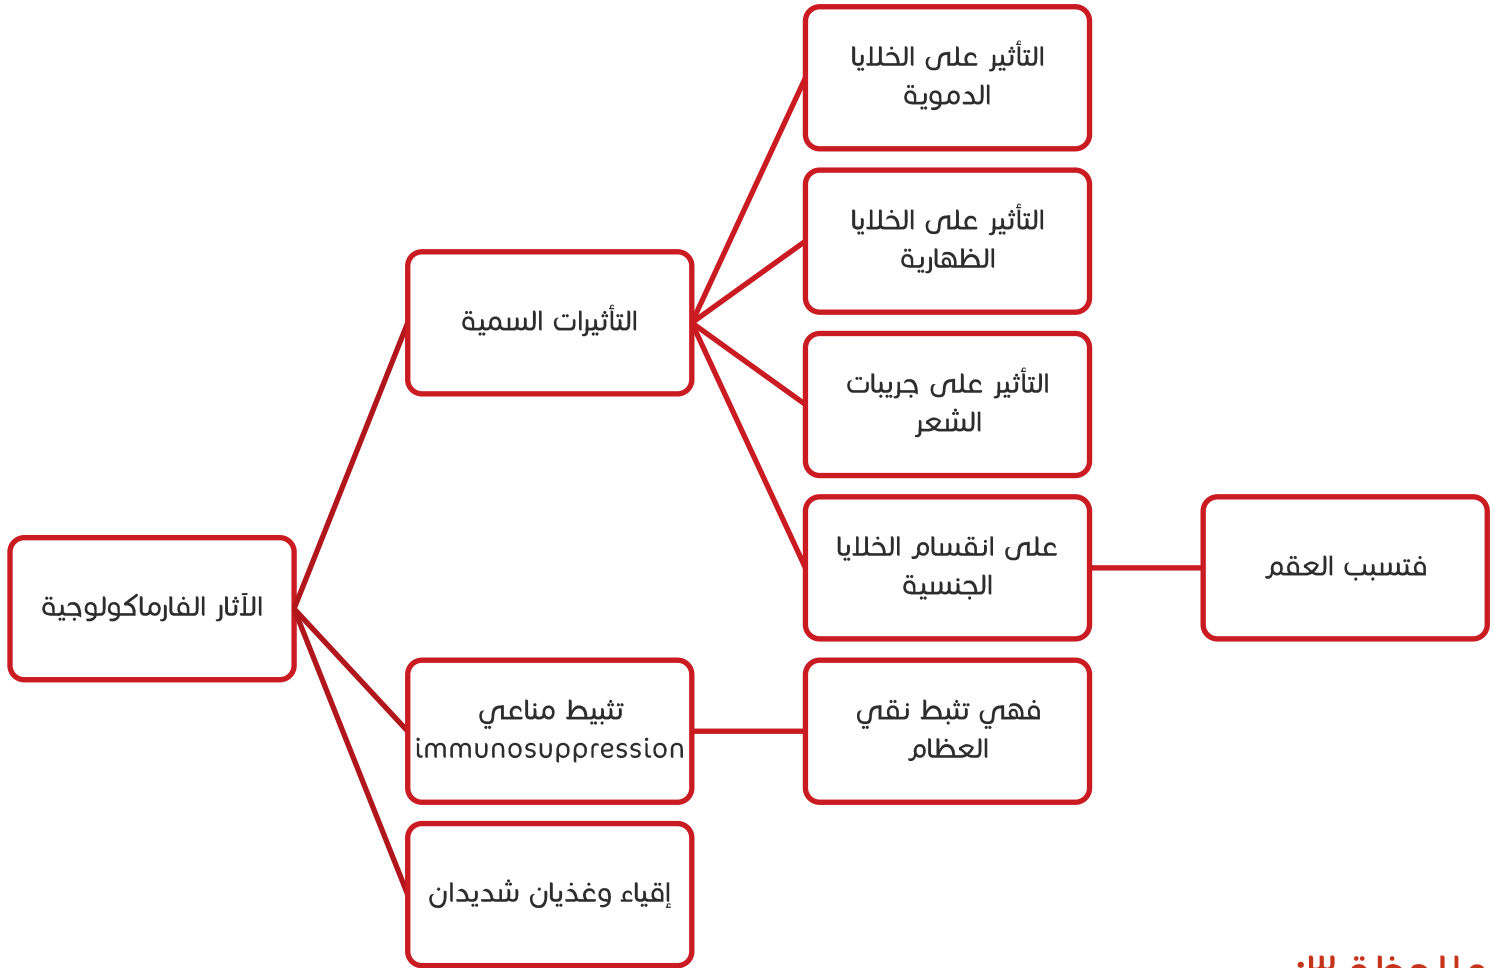 الآثار الفارماكولوجية
التأثيرات السمية
التأثير على الخلايا
الدموية
التأثير على الخلايا
الظهارية
التأثير على جريبات
الشعر
على انقسام الخلايا
الجنسية
فتسبب العقم
تثبيط مناعي
immunosuppression
فهي تثبط نقي
العظام
إقياء وغذيان شديدان